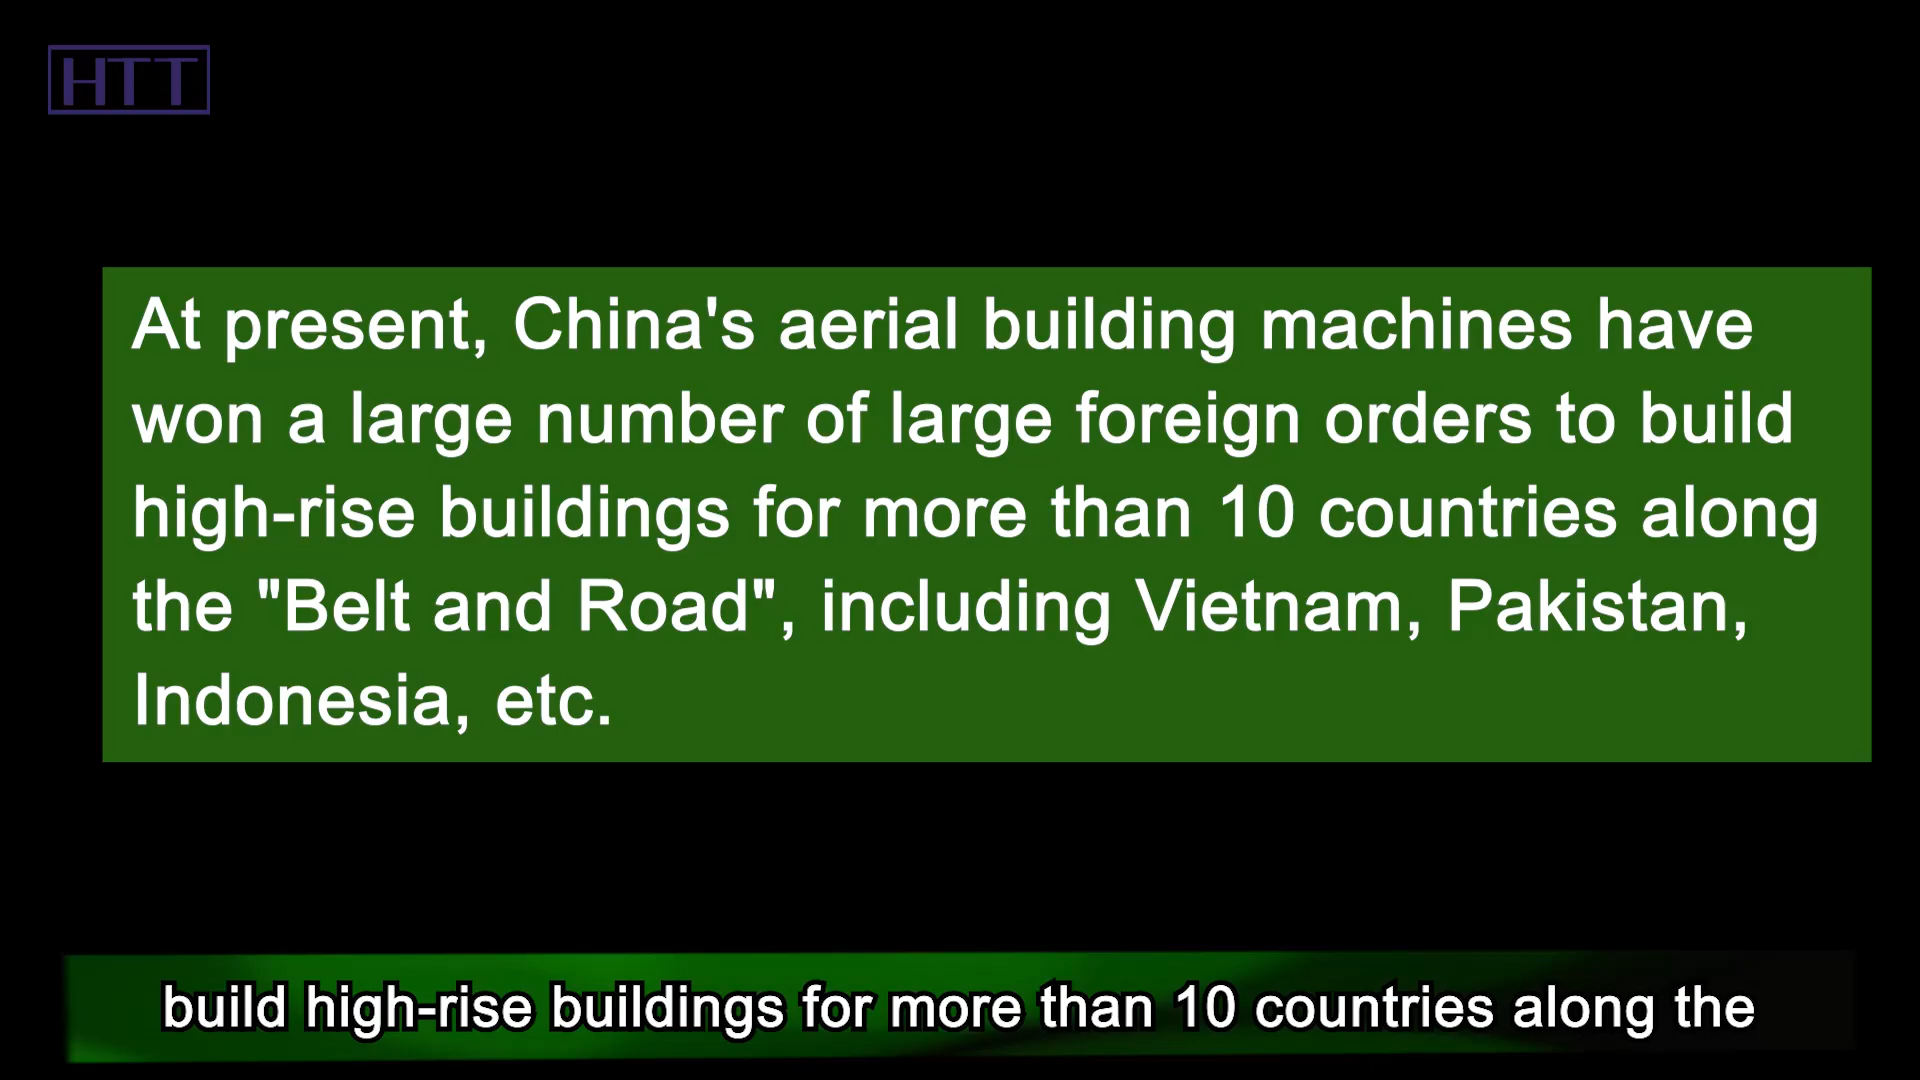 HTT
At present, China's aerial building machines have
won a large number of large foreign orders to build
high-rise buildings for more than 10 countries along
the "Belt and Road", including Vietnam, Pakistan,
Indonesia, etc.
build high-rise buildings for more than 10 countries along the